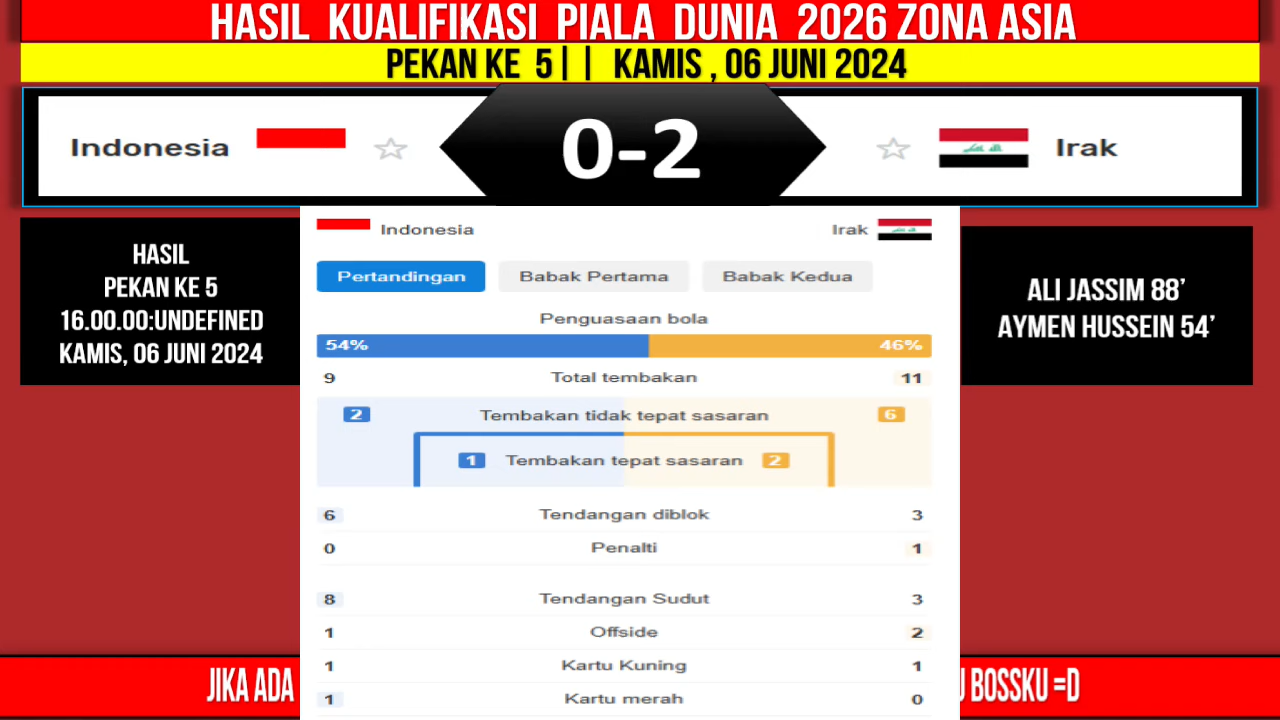 HASIL KUALIFIKASI PIALA DUNIA 2026 ZONA ASIA
PEKAN KE 5|| KAMIS , 06 JUNI 2024
Indonesia 0-2 Irak
HASIL
PEKAN KE 5
16.00.00:UNDEFINED
KAMIS, 06 JUNI 2024
Indonesia Irak
Pertandingan Babak Pertama Babak Kedua
Penguasaan bola
54% 46%
9 Total tembakan 11
2 Tembakan tidak tepat sasaran 6
1 Tembakan tepat sasaran 2
6 Tendangan diblok 3
0 Penalti 1
8 Tendangan Sudut 3
1 Offside 2
1 Kartu Kuning 1
1 Kartu merah 0
ALI JASSIM 88’
AYMEN HUSSEIN 54’
JIKA ADA BOSSKU =D